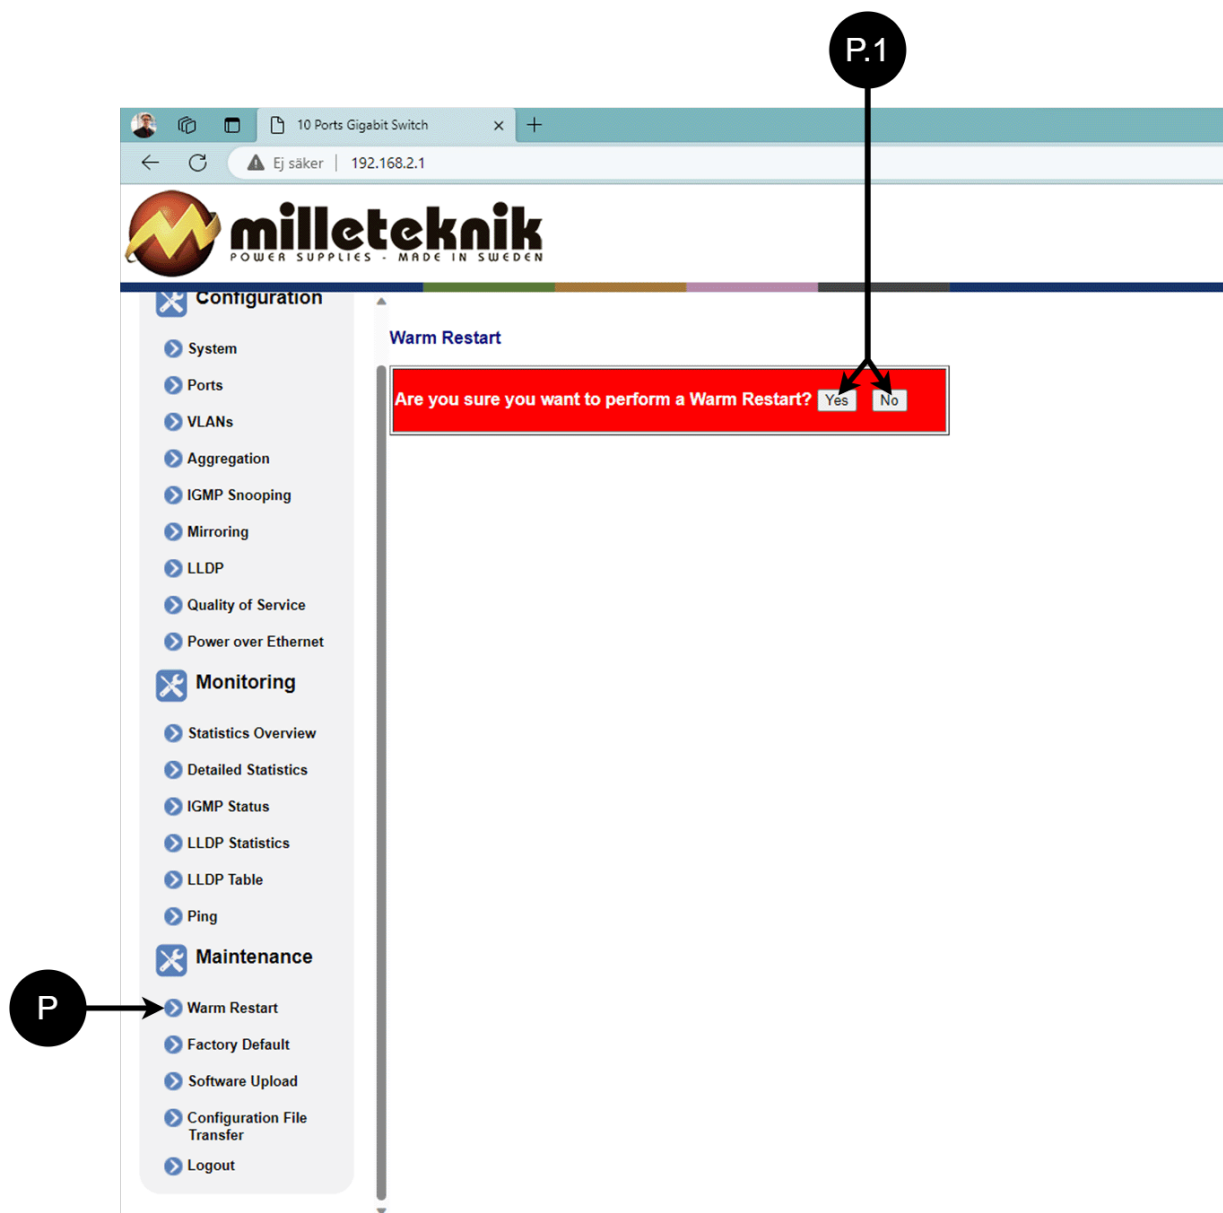 P.1
10 Ports Gigabit Switch
Ej säker | 192.168.2.1
milleteknik
POWER SUPPLIES - MADE IN SWEDEN
Configuration
System
Ports
VLANs
Aggregation
IGMP Snooping
Mirroring
LLDP
Quality of Service
Power over Ethernet
Monitoring
Statistics Overview
Detailed Statistics
IGMP Status
LLDP Statistics
LLDP Table
Ping
Maintenance
P
Warm Restart
Factory Default
Software Upload
Configuration File
Transfer
Logout
Warm Restart
Are you sure you want to perform a Warm Restart? Yes No